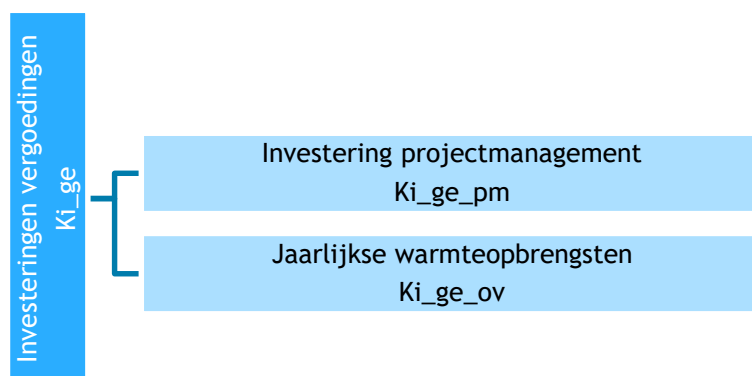 Investeringen vergoedingen
Ki_ge
Investering projectmanagement
Ki_ge_pm
Jaarlijkse warmteopbrengsten
Ki_ge_ov